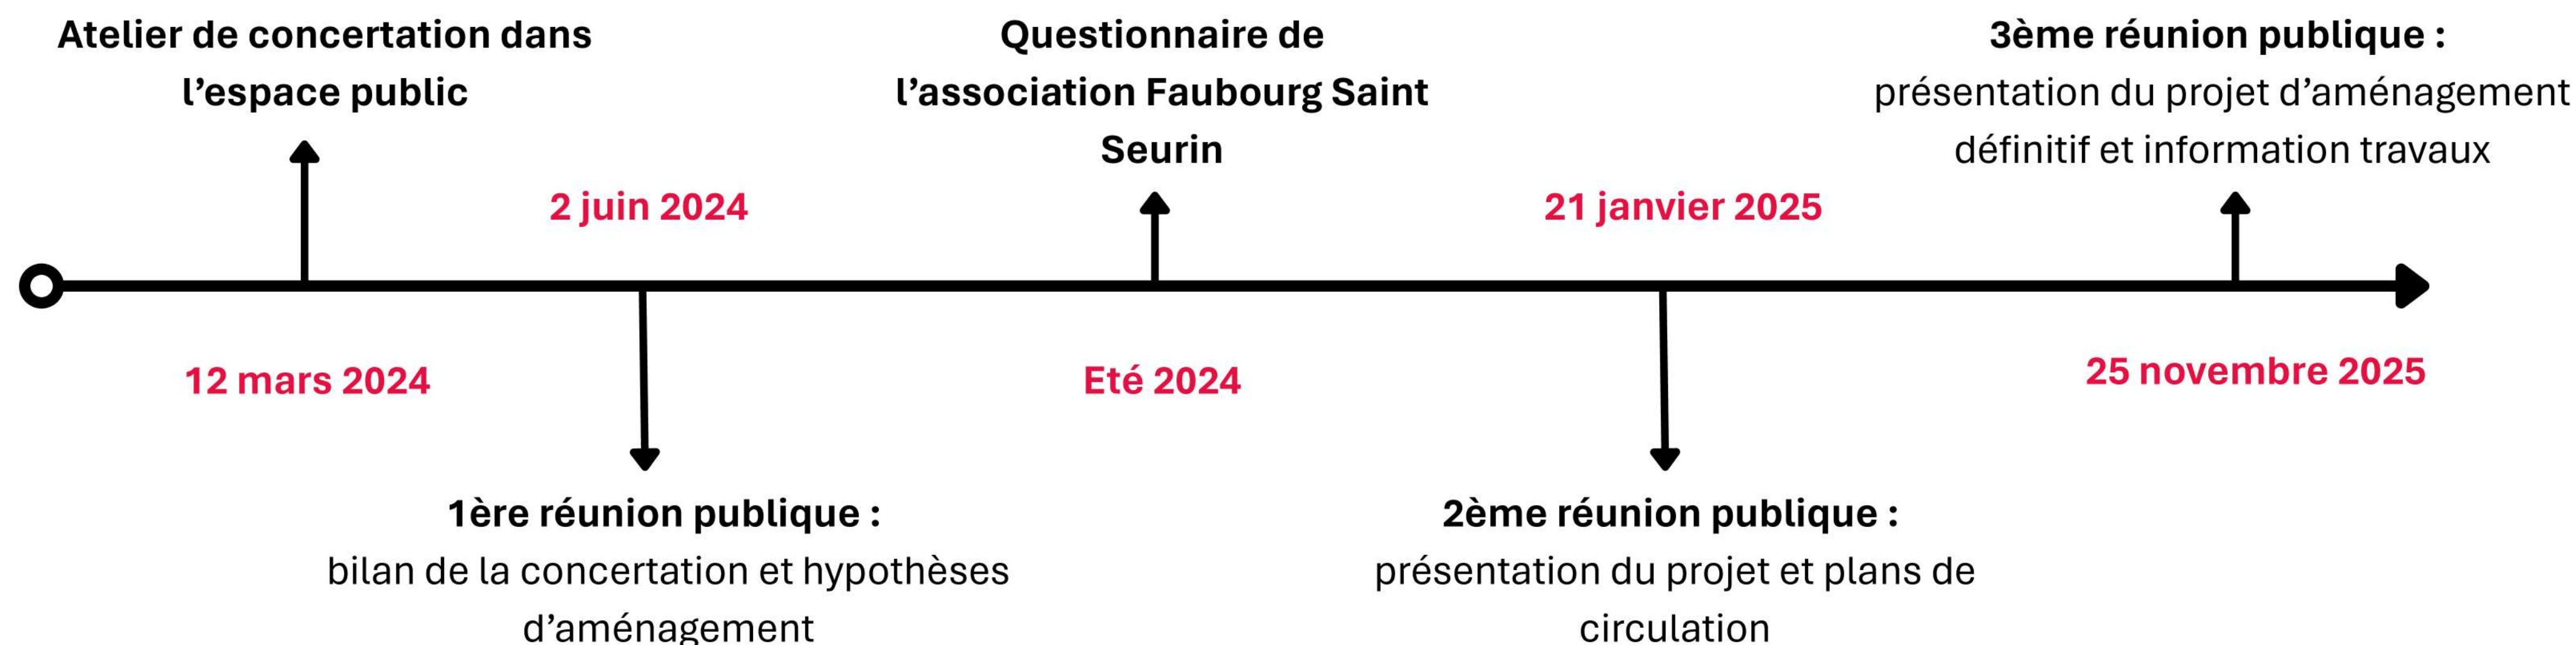 Atelier de concertation dans
l’espace public
12 mars 2024
2 juin 2024
1ère réunion publique :
bilan de la concertation et hypothèses
d’aménagement
Questionnaire de
l’association Faubourg Saint
Seurin
Eté 2024
21 janvier 2025
2ème réunion publique :
présentation du projet et plans de
circulation
3ème réunion publique :
présentation du projet d’aménagement
définitif et information travaux
25 novembre 2025